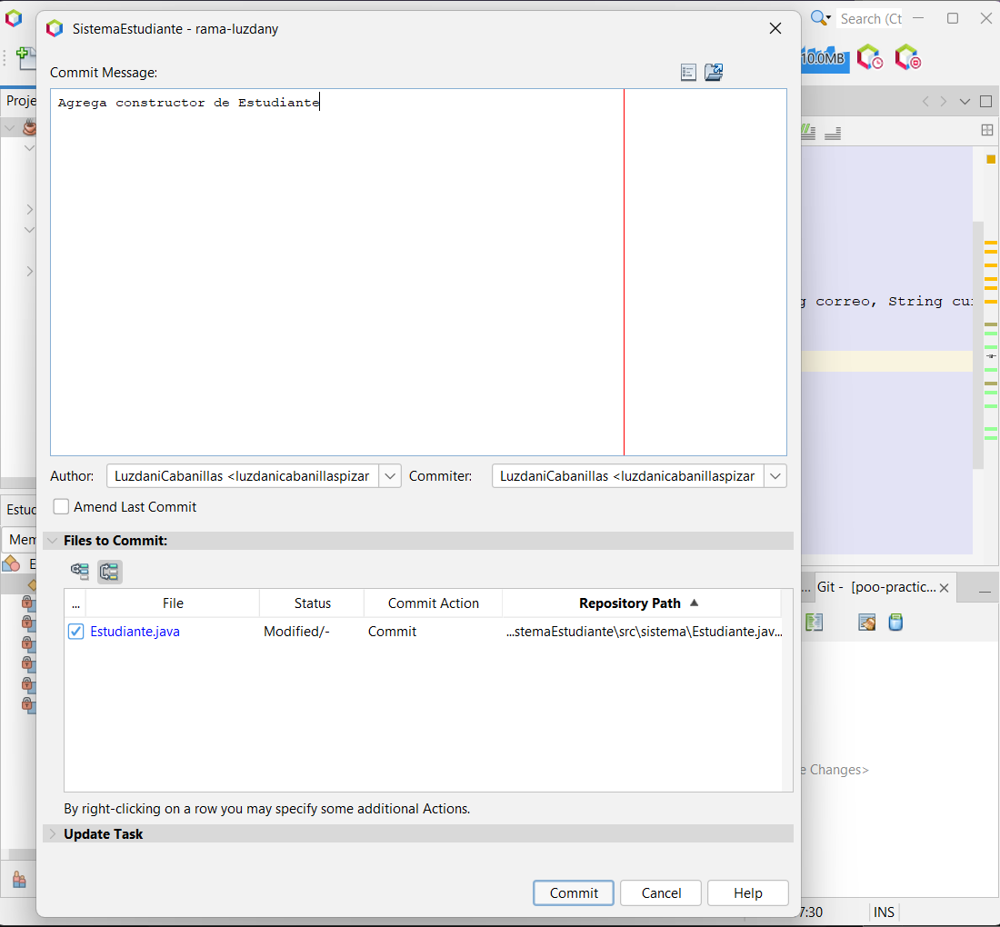 SistemaEstudiante - rama-luzdany
Search (Ct
Commit Message:
10.0MB
Proje
Agrega constructor de Estudiante
correo, String cu
Author: LuzdaniCabanillas <luzdanicabanillaspizar Commiter: LuzdaniCabanillas <luzdanicabanillaspizar
Amend Last Commit
Estud
Mem
E
Files to Commit:
... File Status Commit Action Repository Path ▲
Estudiante.java Modified/- Commit ...stemaEstudiante\src\sistema\Estudiante.jav...
... Git - [poo-practic...
e Changes>
By right-clicking on a row you may specify some additional Actions.
Update Task
Commit Cancel Help
7:30 INS